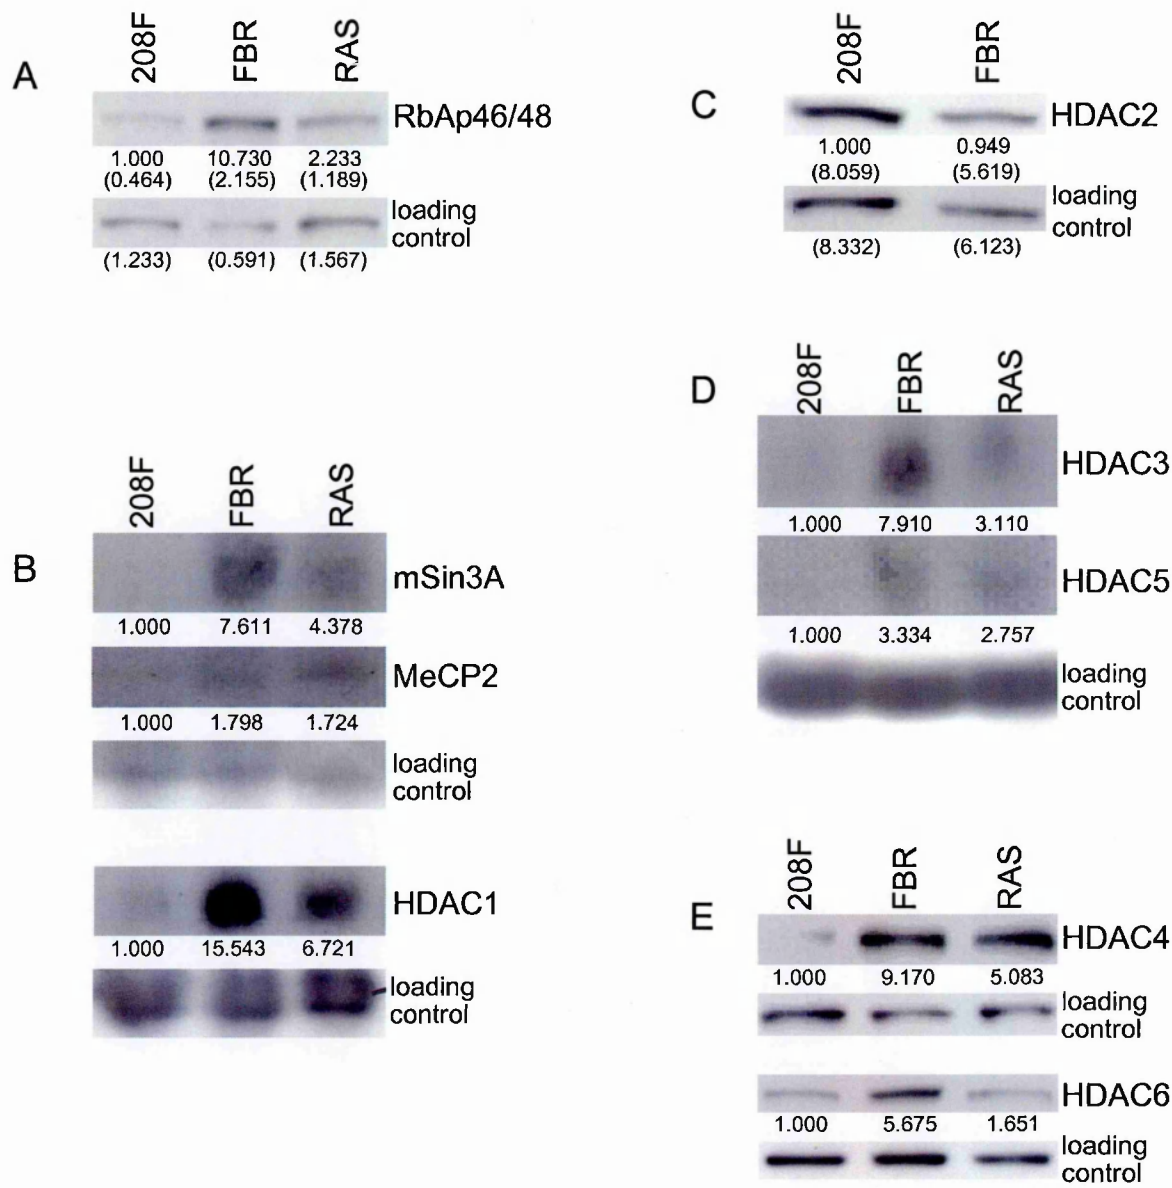 A
208F FBR RAS
RbAp46/48
1.000 10.730 2.233
(0.464) (2.155) (1.189)
loading
control
(1.233) (0.591) (1.567)
B
208F FBR RAS
mSin3A
1.000 7.611 4.378
MeCP2
1.000 1.798 1.724
loading
control
HDAC1
1.000 15.543 6.721
loading
control
C
208F FBR
HDAC2
1.000 0.949
(8.059) (5.619)
loading
control
(8.332) (6.123)
D
208F FBR RAS
HDAC3
1.000 7.910 3.110
HDAC5
1.000 3.334 2.757
loading
control
E
208F FBR RAS
HDAC4
1.000 9.170 5.083
loading
control
HDAC6
1.000 5.675 1.651
loading
control